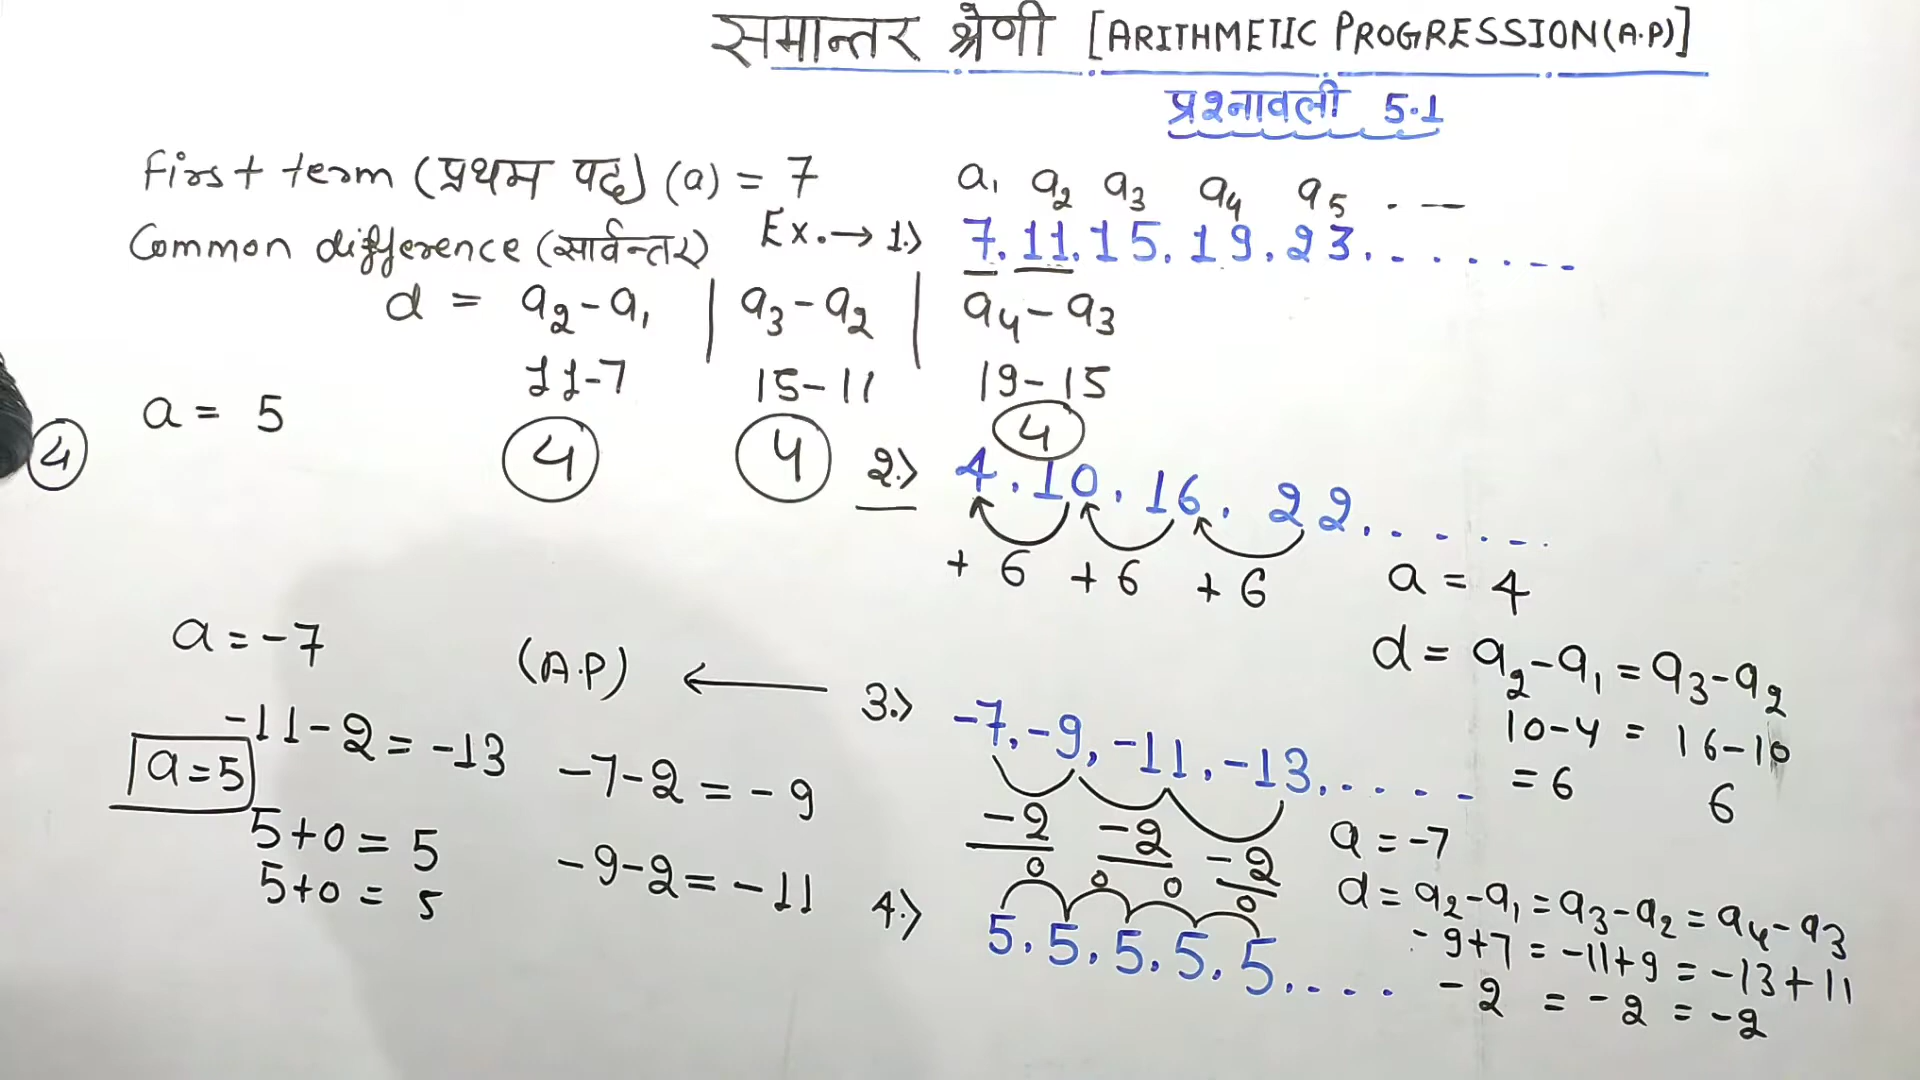 समान्तर श्रेणी [ARITHMETIC PROGRESSION(A.P)]
प्रश्नावली 5.1
First term (प्रथम पद) (a) = 7
a₁ a₂ a₃ a₄ a₅ . — —
Common difference (सार्वन्तर)
Ex.→ 1.> 7. 11. 15. 19. 23. . . . . . .
d = a₂-a₁ | a₃-a₂ | a₄-a₃
11-7 15-11 19-15
4 4 4
a = 5
4
2.> 4. 10. 16. 22. . . . . .
+6 +6 +6
a = 4
d = a₂-a₁ = a₃-a₂
10-4 = 16-10
= 6 6
a = -7
(A.P) ← 3.> -7, -9, -11, -13. . . . .
-2 -2 -2
-11-2 = -13
-7-2 = -9
-9-2 = -11
a = -7
d = a₂-a₁ = a₃-a₂ = a₄-a₃
-9+7 = -11+9 = -13+11
-2 = -2 = -2
a=5
5+0 = 5
5+0 = 5
0 0 0 0
4.> 5. 5. 5. 5. 5. . . .